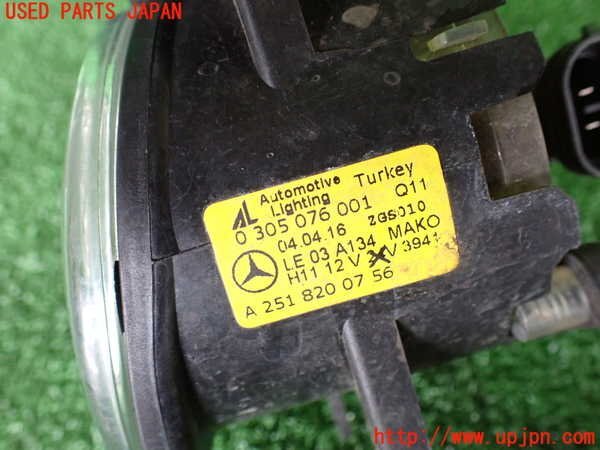 USED PARTS JAPAN
AL Automotive Lighting Turkey
0 305 076 001 Q11
04.04.16 ZGS010
LE 03 A134 MAKO
H11 12 V V 3941
A 251 820 07 56
http://www.upjpn.com/